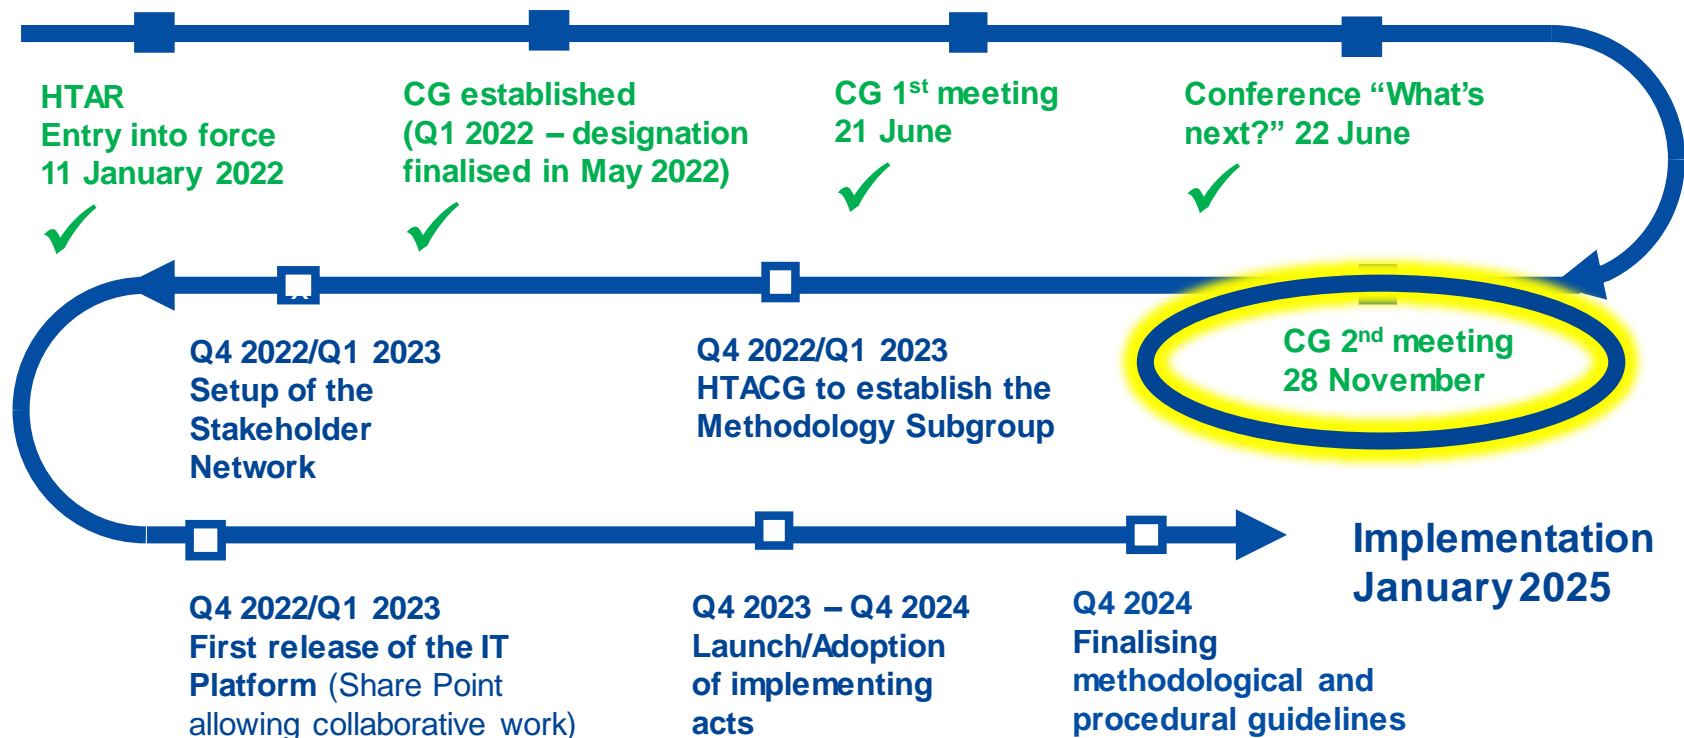 HTAR
Entry into force
11 January 2022
CG established
(Q1 2022 – designation
finalised in May 2022)
CG 1st meeting
21 June
Conference “What’s
next?” 22 June
CG 2nd meeting
28 November
Q4 2022/Q1 2023
HTACG to establish the
Methodology Subgroup
Q4 2022/Q1 2023
Setup of the
Stakeholder
Network
Q4 2022/Q1 2023
First release of the IT
Platform (Share Point
allowing collaborative work)
Q4 2023 – Q4 2024
Launch/Adoption
of implementing
acts
Q4 2024
Finalising
methodological and
procedural guidelines
Implementation
January 2025